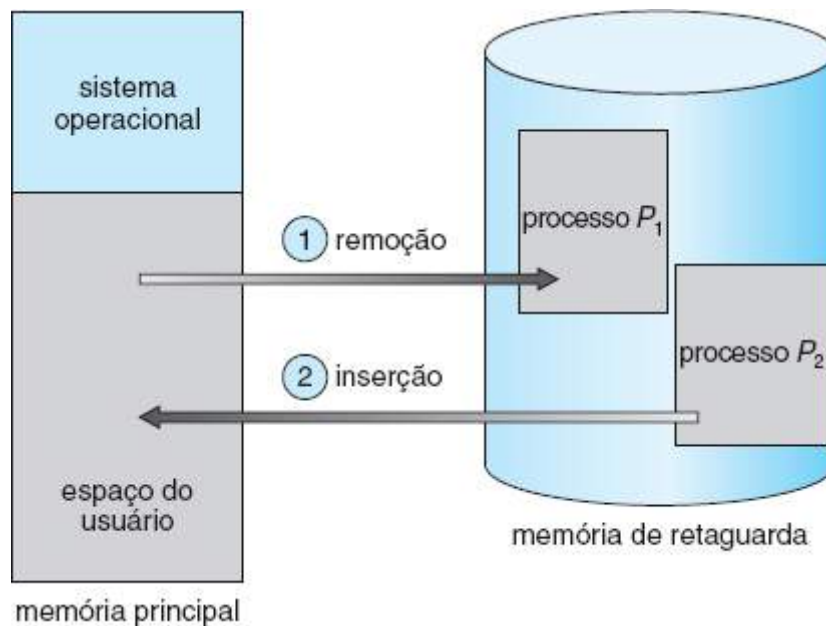 sistema
operacional
1 remoção
processo P1
2 inserção
processo P2
espaço do
usuário
memória de retaguarda
memória principal